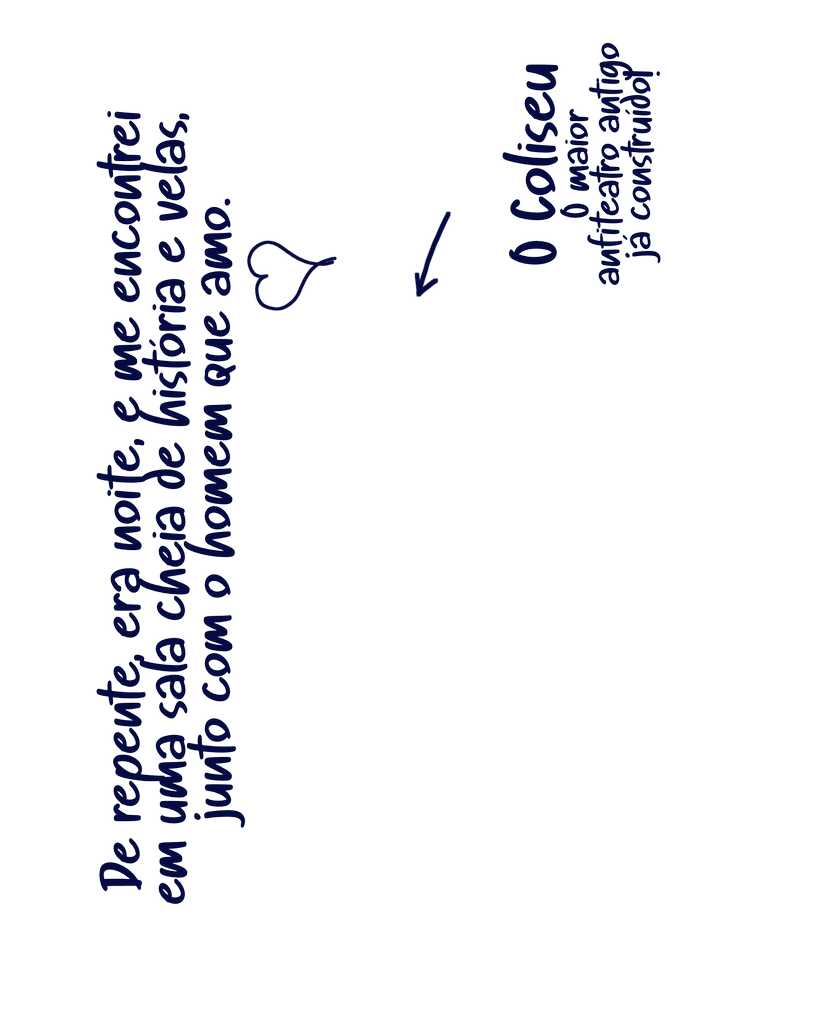 De repente, era noite, e me encontrei
em uma sala cheia de história e velas,
junto com o homem que amo.
O Coliseu
O maior
anfiteatro antigo
já construído!